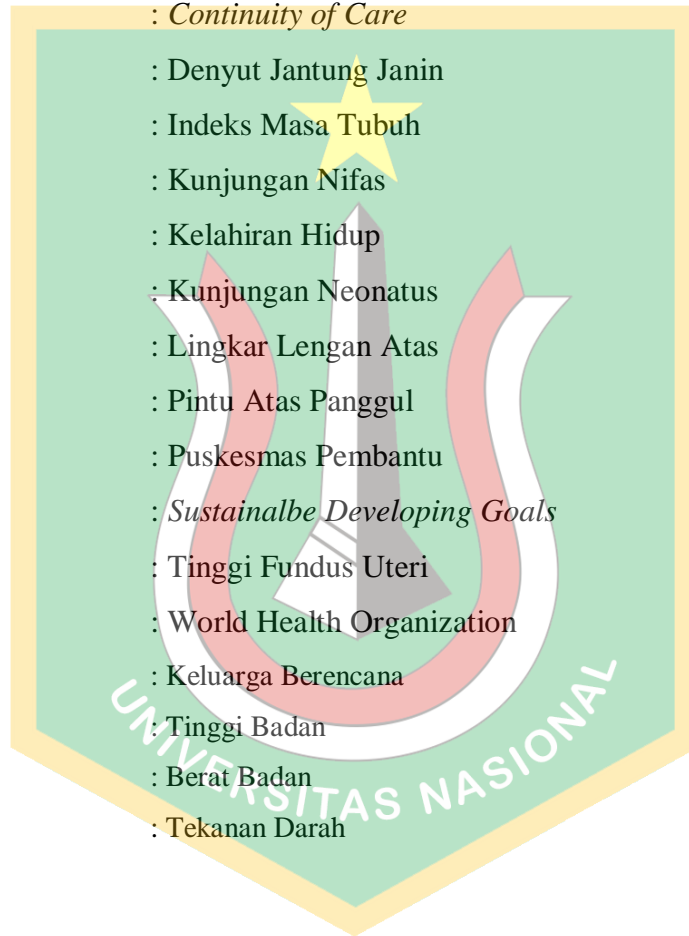 : Continuity of Care
: Denyut Jantung Janin
: Indeks Masa Tubuh
: Kunjungan Nifas
: Kelahiran Hidup
: Kunjungan Neonatus
: Lingkar Lengan Atas
: Pintu Atas Panggul
: Puskesmas Pembantu
: Sustainalbe Developing Goals
: Tinggi Fundus Uteri
: World Health Organization
: Keluarga Berencana
: Tinggi Badan
: Berat Badan
: Tekanan Darah
UNIVERSITAS NASIONAL